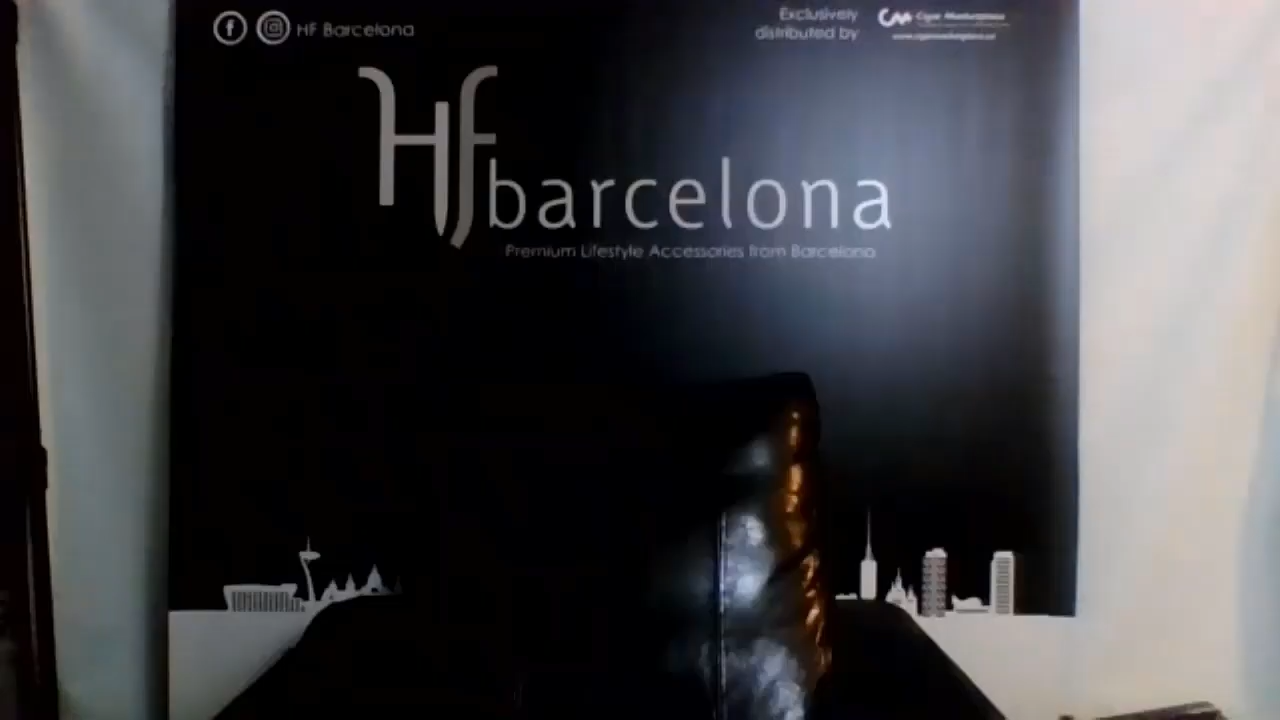 HF Barcelona
Exclusively
distributed by
Hf barcelona
Premium Lifestyle Accessories from Barcelona